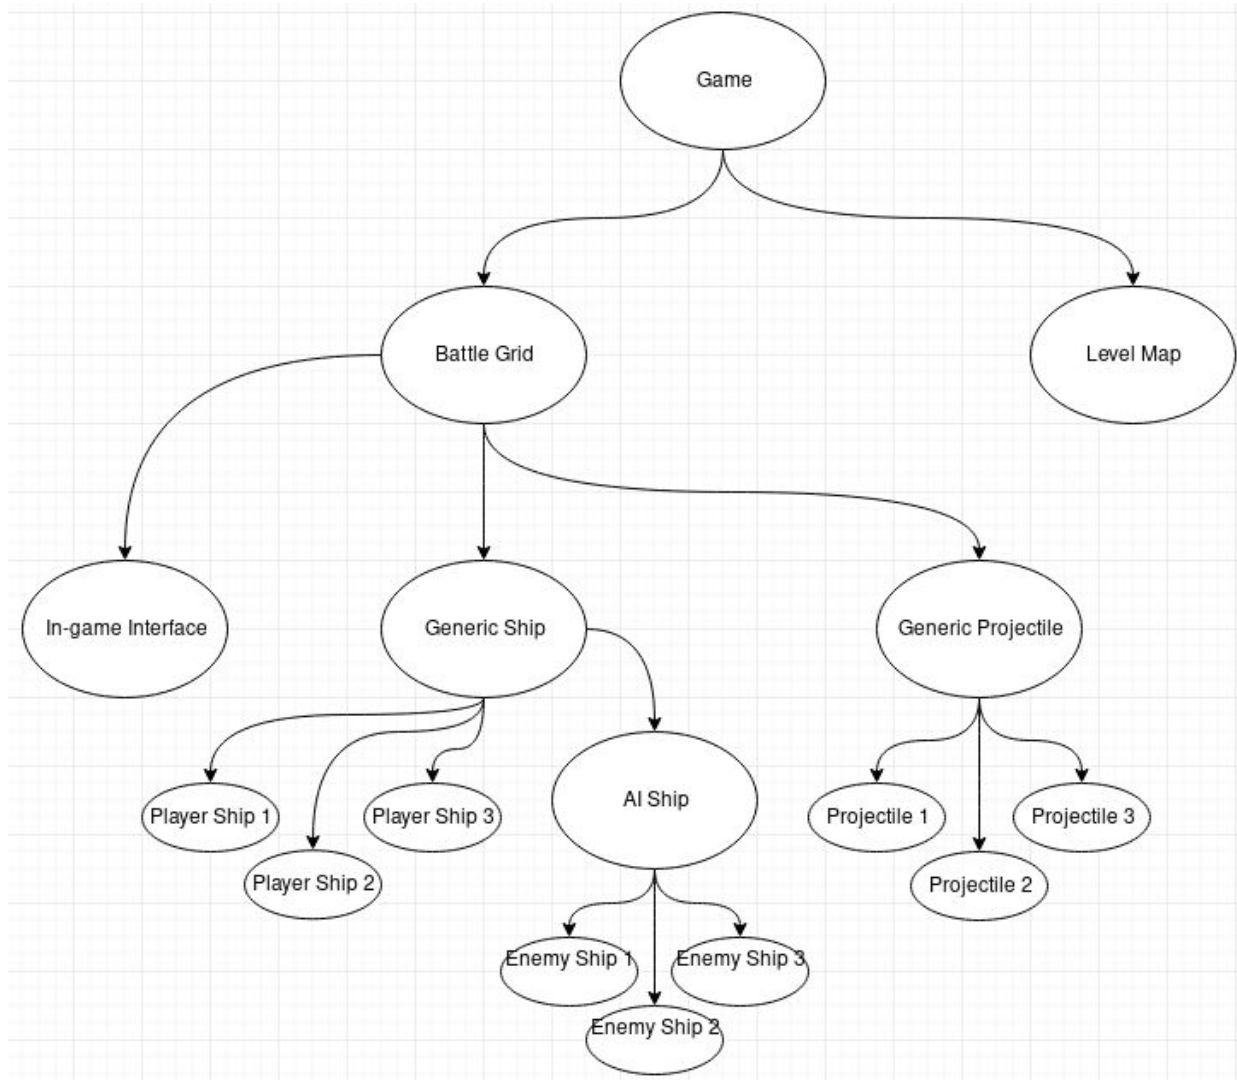 Game
Battle Grid
Level Map
In-game Interface
Generic Ship
Generic Projectile
AI Ship
Player Ship 1
Player Ship 3
Projectile 1
Projectile 3
Player Ship 2
Projectile 2
Enemy Ship 1
Enemy Ship 3
Enemy Ship 2